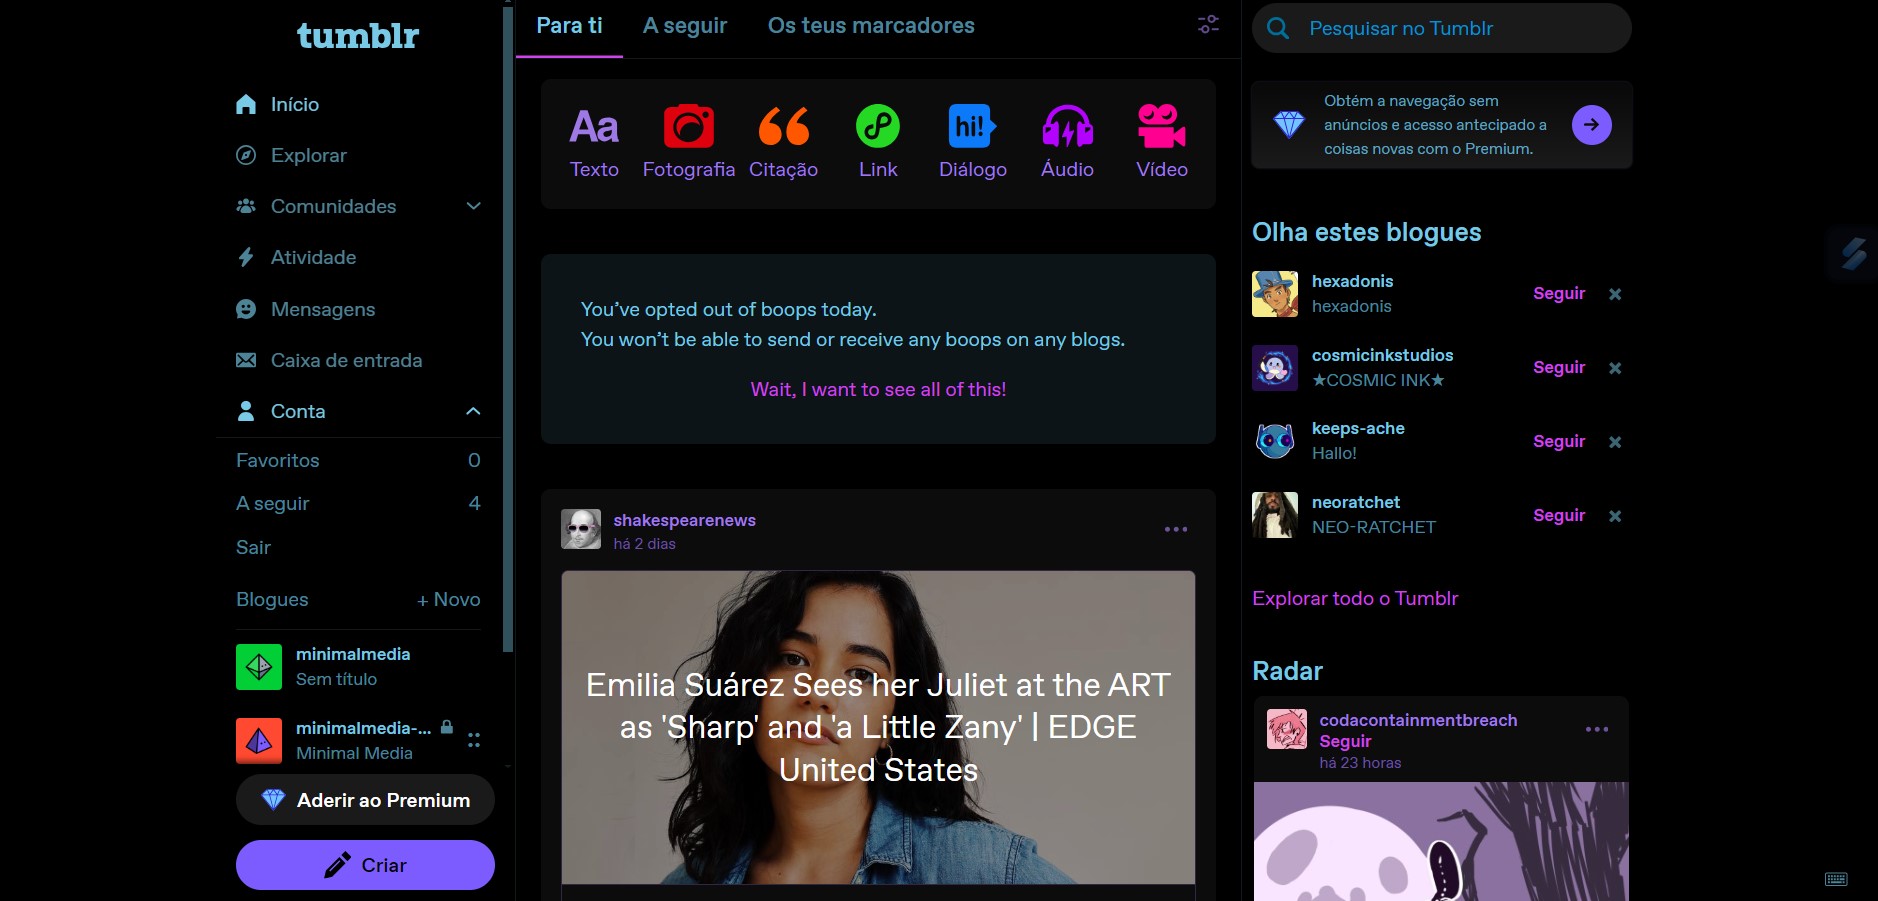 tumblr
Início
Explorar
Comunidades
Atividade
Mensagens
Caixa de entrada
Conta
Favoritos 0
A seguir 4
Sair
Blogues + Novo
minimalmedia
Sem título
minimalmedia-...
Minimal Media
Aderir ao Premium
Criar
Para ti A seguir Os teus marcadores
Aa hi!
Texto Fotografia Citação Link Diálogo Áudio Vídeo
You’ve opted out of boops today.
You won’t be able to send or receive any boops on any blogs.
Wait, I want to see all of this!
shakespearenews
há 2 dias
Emilia Suárez Sees her Juliet at the ART
as 'Sharp' and 'a Little Zany' | EDGE
United States
Pesquisar no Tumblr
Obtém a navegação sem
anúncios e acesso antecipado a
coisas novas com o Premium.
Olha estes blogues
hexadonis
hexadonis
Seguir
cosmicinkstudios
★COSMIC INK★
Seguir
keeps-ache
Hallo!
Seguir
neoratchet
NEO-RATCHET
Seguir
Explorar todo o Tumblr
Radar
codacontainmentbreach
Seguir
há 23 horas